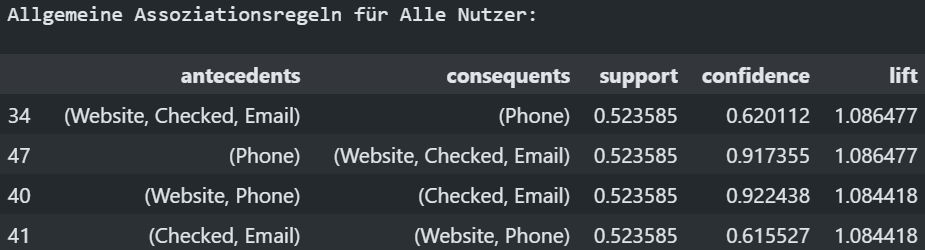 Allgemeine Assoziationsregeln für Alle Nutzer:
antecedents consequents support confidence lift
34 (Website, Checked, Email) (Phone) 0.523585 0.620112 1.086477
47 (Phone) (Website, Checked, Email) 0.523585 0.917355 1.086477
40 (Website, Phone) (Checked, Email) 0.523585 0.922438 1.084418
41 (Checked, Email) (Website, Phone) 0.523585 0.615527 1.084418